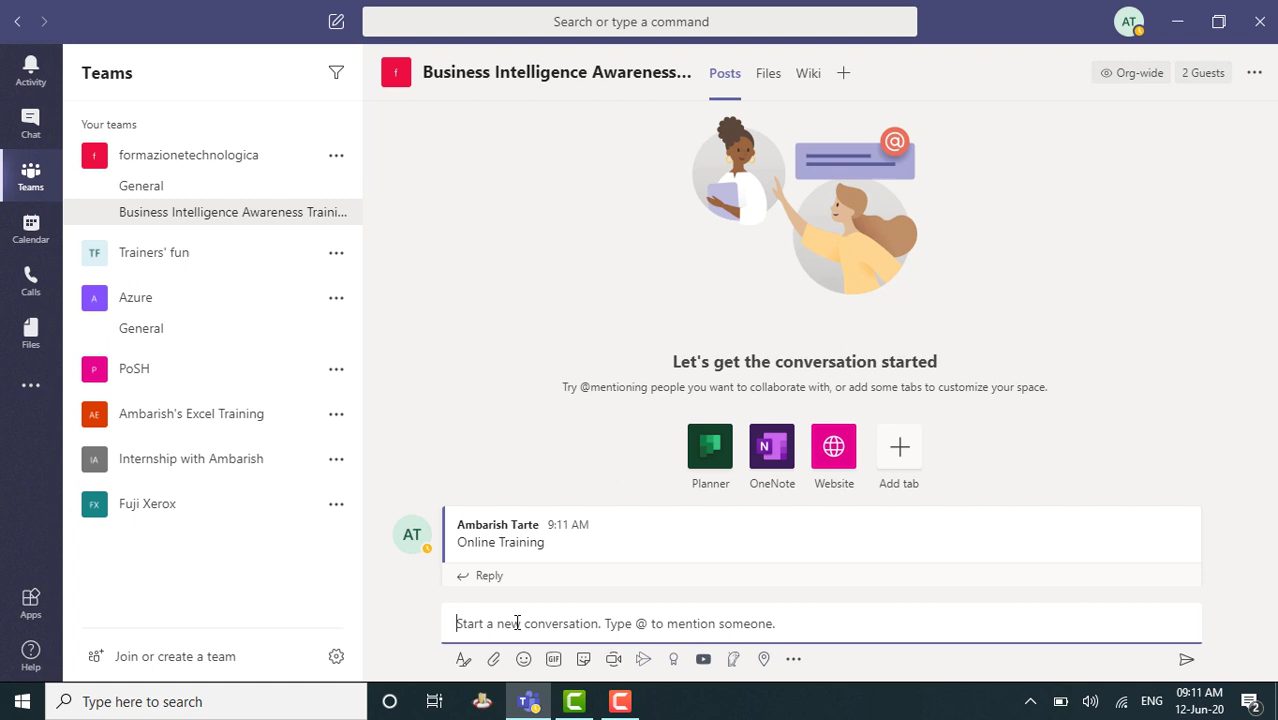 Search or type a command
AT
Activity
Chat
Teams
Calendar
Calls
Files
Apps
Help
Teams
Your teams
f
formazionetechnologica
General
Business Intelligence Awareness Traini...
TF
Trainers' fun
A
Azure
General
P
PoSH
AE
Ambarish's Excel Training
IA
Internship with Ambarish
FX
Fuji Xerox
Join or create a team
f
Business Intelligence Awareness...
Posts
Files
Wiki
Org-wide
2 Guests
@
Let's get the conversation started
Try @mentioning people you want to collaborate with, or add some tabs to customize your space.
N
Planner
OneNote
Website
Add tab
AT
Ambarish Tarte 9:11 AM
Online Training
Reply
Start a new conversation. Type @ to mention someone.
GIF
Type here to search
T
C
C
ENG
09:11 AM
12-Jun-20
2